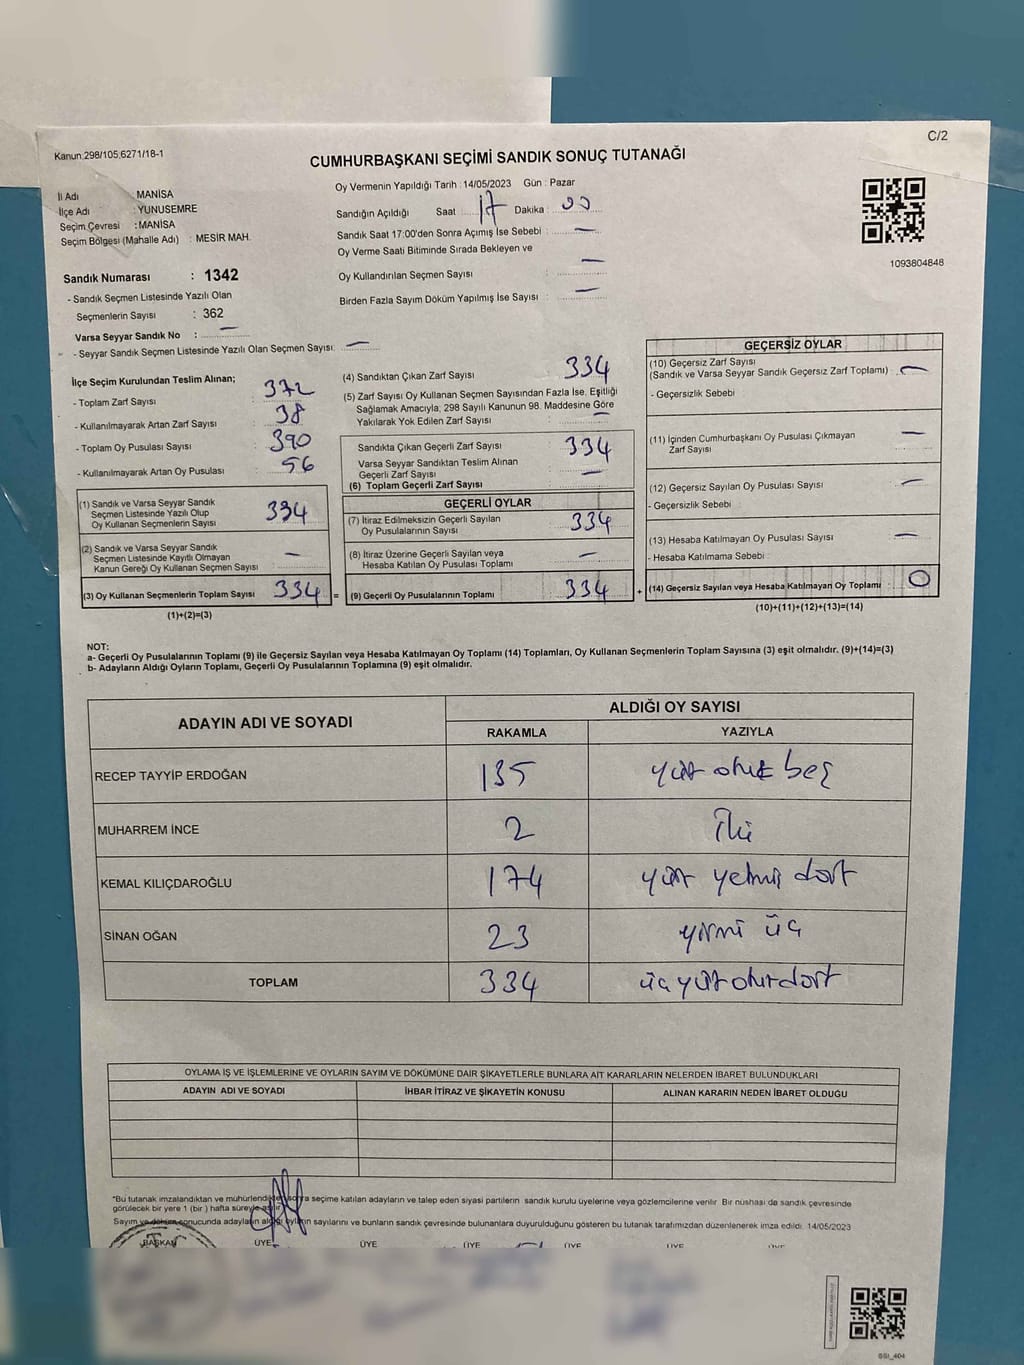 C/2
Kanun:298/105;6271/18-1
CUMHURBAŞKANI SEÇİMİ SANDIK SONUÇ TUTANAĞI
İl Adı : MANİSA
İlçe Adı : YUNUSEMRE
Seçim Çevresi : MANİSA
Seçim Bölgesi (Mahalle Adı) : MESİR MAH.
Sandık Numarası : 1342
- Sandık Seçmen Listesinde Yazılı Olan
Seçmenlerin Sayısı : 362
Varsa Seyyar Sandık No : —
- Seyyar Sandık Seçmen Listesinde Yazılı Olan Seçmen Sayısı: —
Oy Vermenin Yapıldığı Tarih : 14/05/2023 Gün : Pazar
Sandığın Açıldığı Saat : 17 Dakika : 00
Sandık Saat 17:00'den Sonra Açımış İse Sebebi : —
Oy Verme Saati Bitiminde Sırada Bekleyen ve
Oy Kullandırılan Seçmen Sayısı : —
Birden Fazla Sayım Döküm Yapılmış İse Sayısı : —
1093804848
İlçe Seçim Kurulundan Teslim Alınan;
- Toplam Zarf Sayısı : 372
- Kullanılmayarak Artan Zarf Sayısı : 38
- Toplam Oy Pusulası Sayısı : 390
- Kullanılmayarak Artan Oy Pusulası : 56
(1) Sandık ve Varsa Seyyar Sandık
Seçmen Listesinde Yazılı Olup
Oy Kullanan Seçmenlerin Sayısı : 334
(2) Sandık ve Varsa Seyyar Sandık
Seçmen Listesinde Kayıtlı Olmayan
Kanun Gereği Oy Kullanan Seçmen Sayısı : —
(3) Oy Kullanan Seçmenlerin Toplam Sayısı : 334 =
(1)+(2)=(3)
(4) Sandıktan Çıkan Zarf Sayısı : 334
(5) Zarf Sayısı Oy Kullanan Seçmen Sayısından Fazla İse, Eşitliği
Sağlamak Amacıyla; 298 Sayılı Kanunun 98. Maddesine Göre
Yakılarak Yok Edilen Zarf Sayısı : —
Sandıkta Çıkan Geçerli Zarf Sayısı : 334
Varsa Seyyar Sandıktan Teslim Alınan
Geçerli Zarf Sayısı : —
(6) Toplam Geçerli Zarf Sayısı :
GEÇERLİ OYLAR
(7) İtiraz Edilmeksizin Geçerli Sayılan
Oy Pusulalarının Sayısı : 334
(8) İtiraz Üzerine Geçerli Sayılan veya
Hesaba Katılan Oy Pusulası Toplamı : —
(9) Geçerli Oy Pusulalarının Toplamı : 334 +
GEÇERSİZ OYLAR
(10) Geçersiz Zarf Sayısı
(Sandık ve Varsa Seyyar Sandık Geçersiz Zarf Toplamı) : —
- Geçersizlik Sebebi :
(11) İçinden Cumhurbaşkanı Oy Pusulası Çıkmayan
Zarf Sayısı : —
(12) Geçersiz Sayılan Oy Pusulası Sayısı : —
- Geçersizlik Sebebi :
(13) Hesaba Katılmayan Oy Pusulası Sayısı : —
- Hesaba Katılmama Sebebi :
(14) Geçersiz Sayılan veya Hesaba Katılmayan Oy Toplamı : 0
(10)+(11)+(12)+(13)=(14)
NOT:
a- Geçerli Oy Pusulalarının Toplamı (9) ile Geçersiz Sayılan veya Hesaba Katılmayan Oy Toplamı (14) Toplamları, Oy Kullanan Seçmenlerin Toplam Sayısına (3) eşit olmalıdır. (9)+(14)=(3)
b- Adayların Aldığı Oyların Toplamı, Geçerli Oy Pusulalarının Toplamına (9) eşit olmalıdır.
ADAYIN ADI VE SOYADI ALDIĞI OY SAYISI
RAKAMLA YAZIYLA
RECEP TAYYİP ERDOĞAN 135 yüz otuz beş
MUHARREM İNCE 2 İki
KEMAL KILIÇDAROĞLU 174 yüz yetmiş dört
SİNAN OĞAN 23 yirmi üç
TOPLAM 334 üç yüz otuz dört
OYLAMA İŞ VE İŞLEMLERİNE VE OYLARIN SAYIM VE DÖKÜMÜNE DAİR ŞİKAYETLERLE BUNLARA AİT KARARLARIN NELERDEN İBARET BULUNDUKLARI
ADAYIN ADI VE SOYADI İHBAR İTİRAZ VE ŞİKAYETİN KONUSU ALINAN KARARIN NEDEN İBARET OLDUĞU
*Bu tutanak imzalandıktan ve mühürlendikten sonra seçime katılan adayların ve talep eden siyasi partilerin sandık kurulu üyelerine veya gözlemcilerine verilir. Bir nüshası da sandık çevresinde
görülecek bir yere 1 (bir) hafta süreyle asılır.
Sayım ve döküm sonucunda adayların aldığı oyların sayılarını ve bunların sandık çevresinde bulunanlara duyurulduğunu gösteren bu tutanak tarafımızdan düzenlenerek imza edildi. 14/05/2023
BAŞKAN ÜYE ÜYE ÜYE ÜYE ÜYE ÜYE